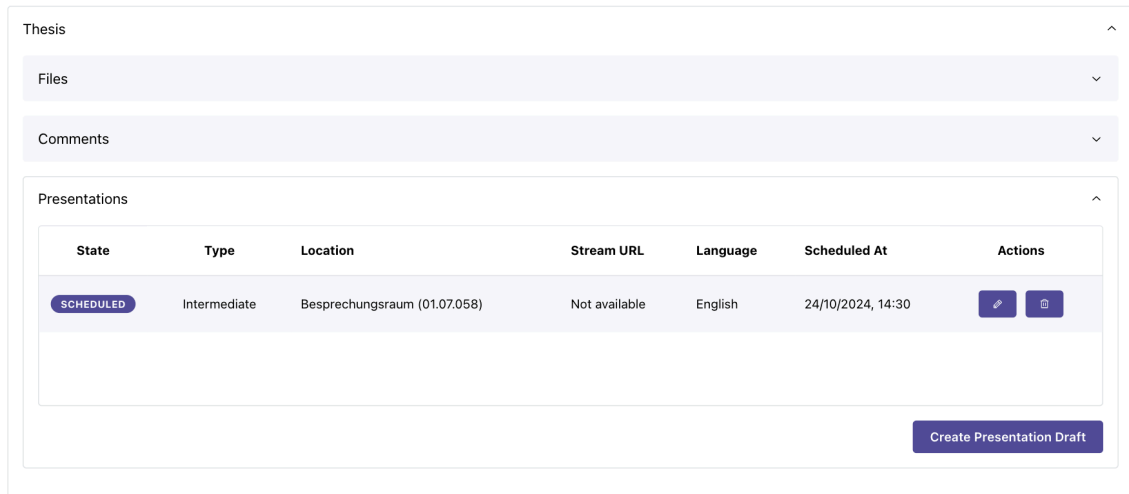 Thesis
Files
Comments
Presentations
State Type Location Stream URL Language Scheduled At Actions
SCHEDULED Intermediate Besprechungsraum (01.07.058) Not available English 24/10/2024, 14:30
Create Presentation Draft